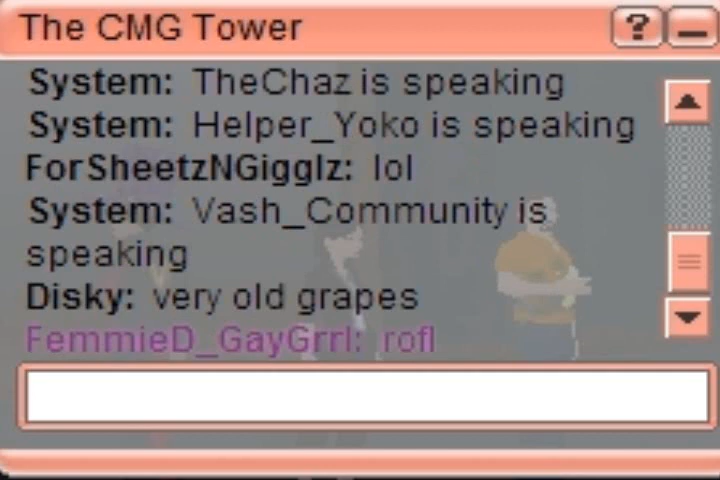 The CMG Tower ?
System: TheChaz is speaking
System: Helper_Yoko is speaking
ForSheetzNGigglz: lol
System: Vash_Community is
speaking
Disky: very old grapes
FemmieD_GayGrrl: rofl